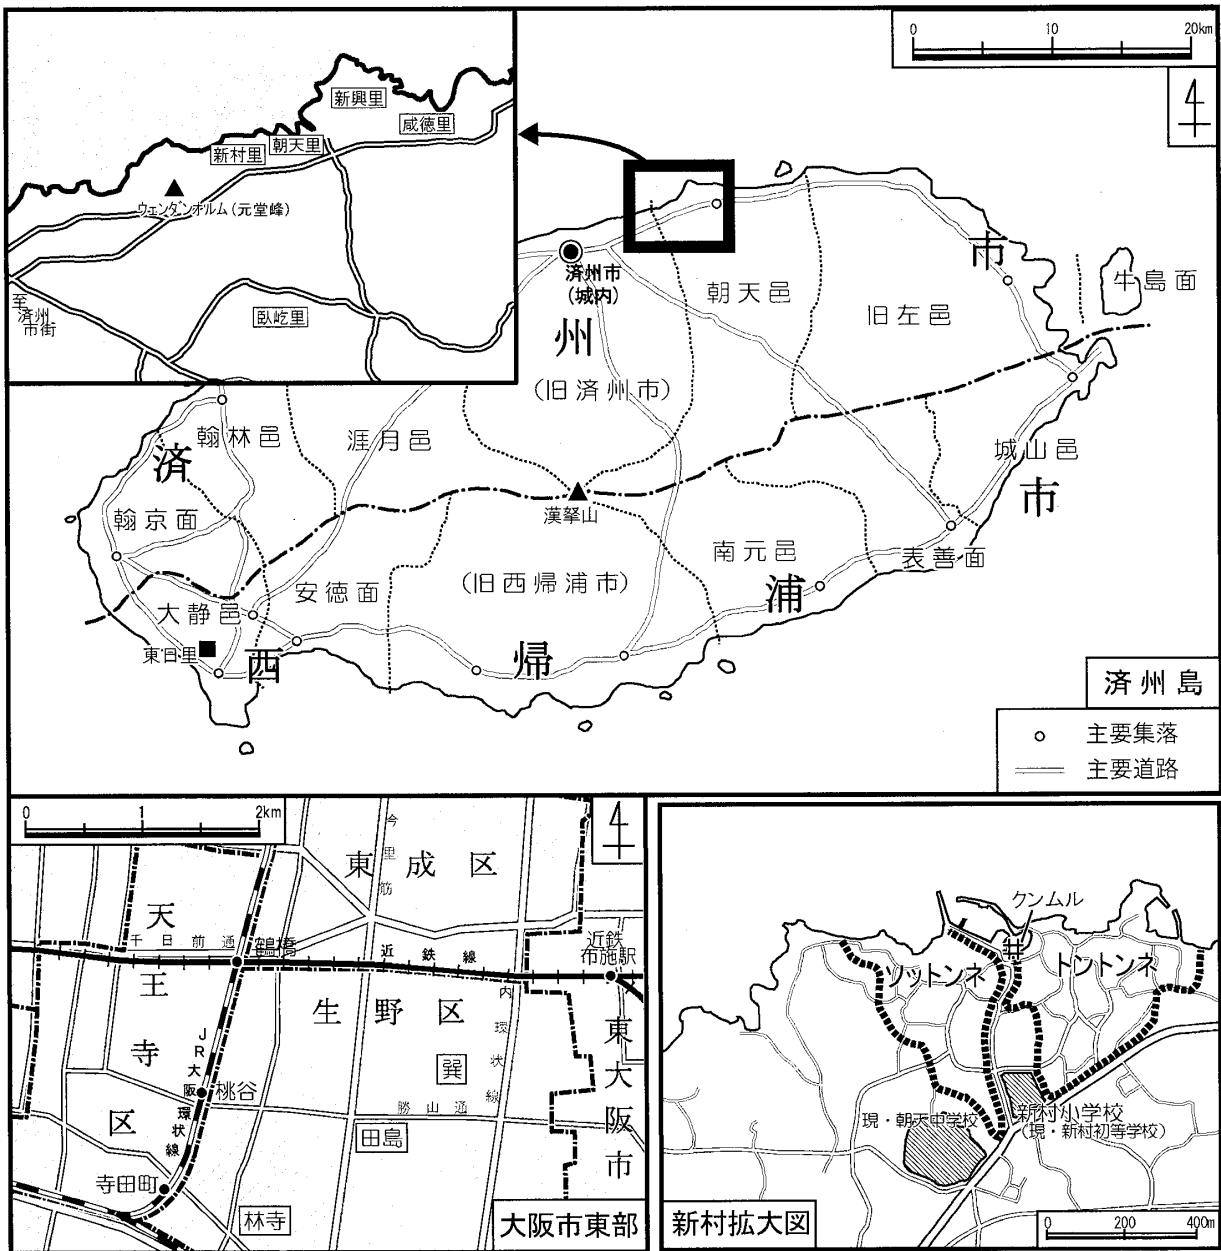 0 10 20km
新興里
咸徳里
朝天里
新村里
ウェンダンオルム(元堂峰)
至済州市街
臥屹里
済州市
(城内)
朝天邑
旧左邑
牛島面
市
州
(旧済州市)
翰林邑
涯月邑
済
城山邑
市
翰京面
漢拏山
南元邑
表善面
安徳面
(旧西帰浦市)
浦
大静邑
東日里
西
帰
済州島
主要集落
主要道路
0 1 2km
今里筋
東成区
天王寺区
千日前通
鶴橋
近鉄線
近鉄
布施駅
生野区
内環状線
東大阪市
JR大阪環状線
巽
桃谷
勝山通
田島
寺田町
林寺
大阪市東部
クンムル
ソットンネ
トントンネ
現・朝天中学校
新村小学校
(現・新村初等学校)
新村拡大図
0 200 400m